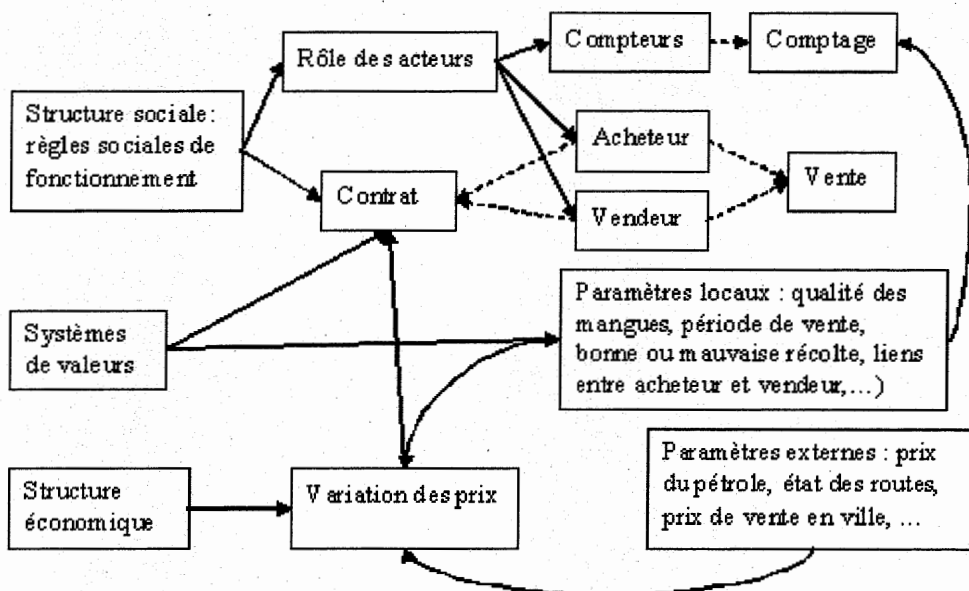 Rôle des acteurs
Compteurs
Comptage
Structure sociale:
règles sociales de
fonctionnement
Acheteur
Contrat
Vente
Vendeur
Systèmes
de valeurs
Paramètres locaux : qualité des
mangues, période de vente,
bonne ou mauvaise récolte, liens
entre acheteur et vendeur,...)
Structure
économique
Variation des prix
Paramètres externes : prix
du pétrole, état des routes,
prix de vente en ville, ...